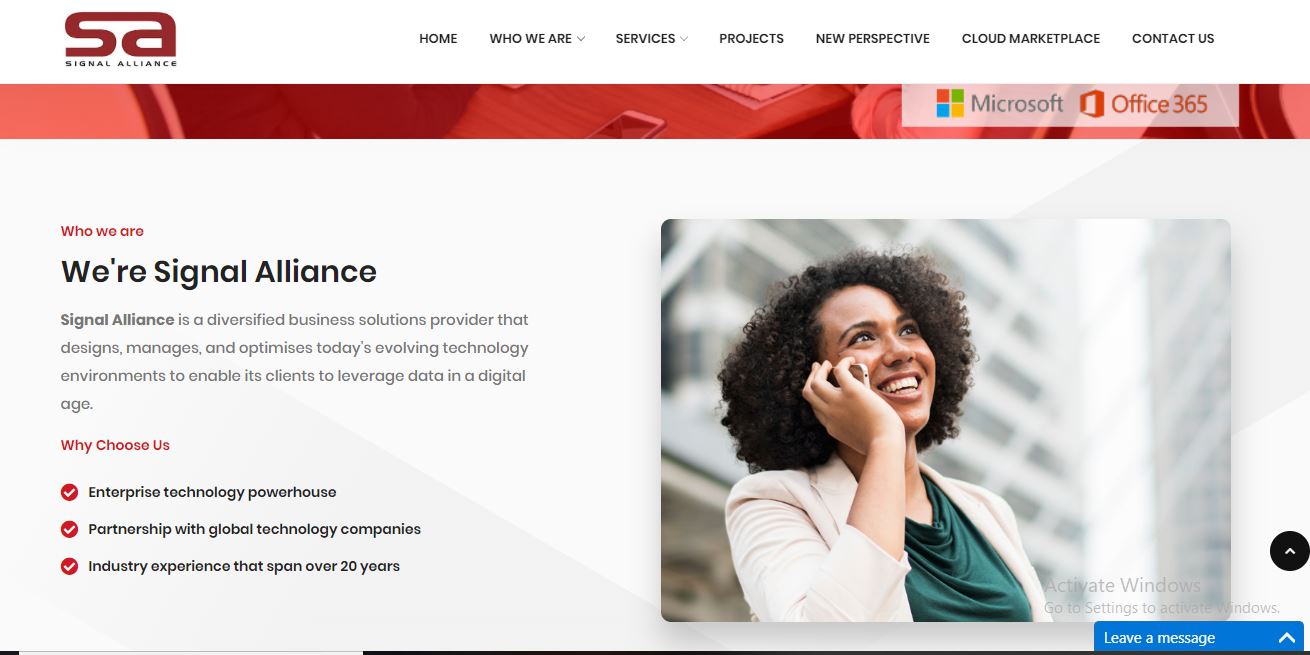 sa
SIGNAL ALLIANCE
HOME WHO WE ARE SERVICES PROJECTS NEW PERSPECTIVE CLOUD MARKETPLACE CONTACT US
Microsoft Office 365
Who we are
We're Signal Alliance
Signal Alliance is a diversified business solutions provider that
designs, manages, and optimises today's evolving technology
environments to enable its clients to leverage data in a digital
age.
Why Choose Us
Enterprise technology powerhouse
Partnership with global technology companies
Industry experience that span over 20 years
Activate Windows
Go to Settings to activate Windows.
Leave a message